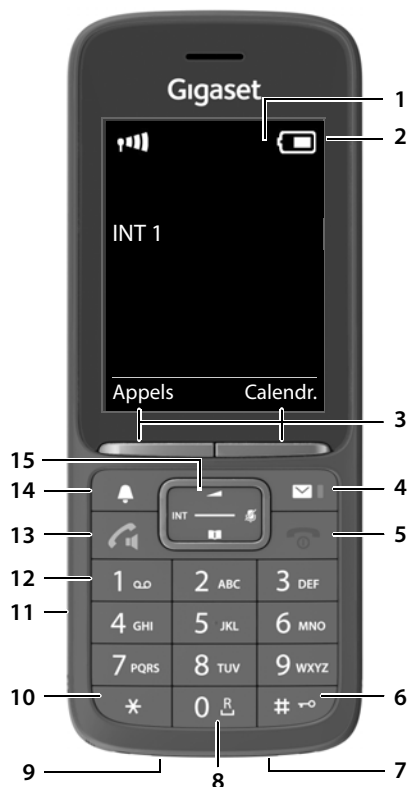 Gigaset
1
2
INT 1
Appels Calendr.
3
15
14
4
INT
13
5
12
1 2 ABC 3 DEF
11
4 GHI 5 JKL 6 MNO
7 PQRS 8 TUV 9 WXYZ
10
* 0 R #
6
9
8
7